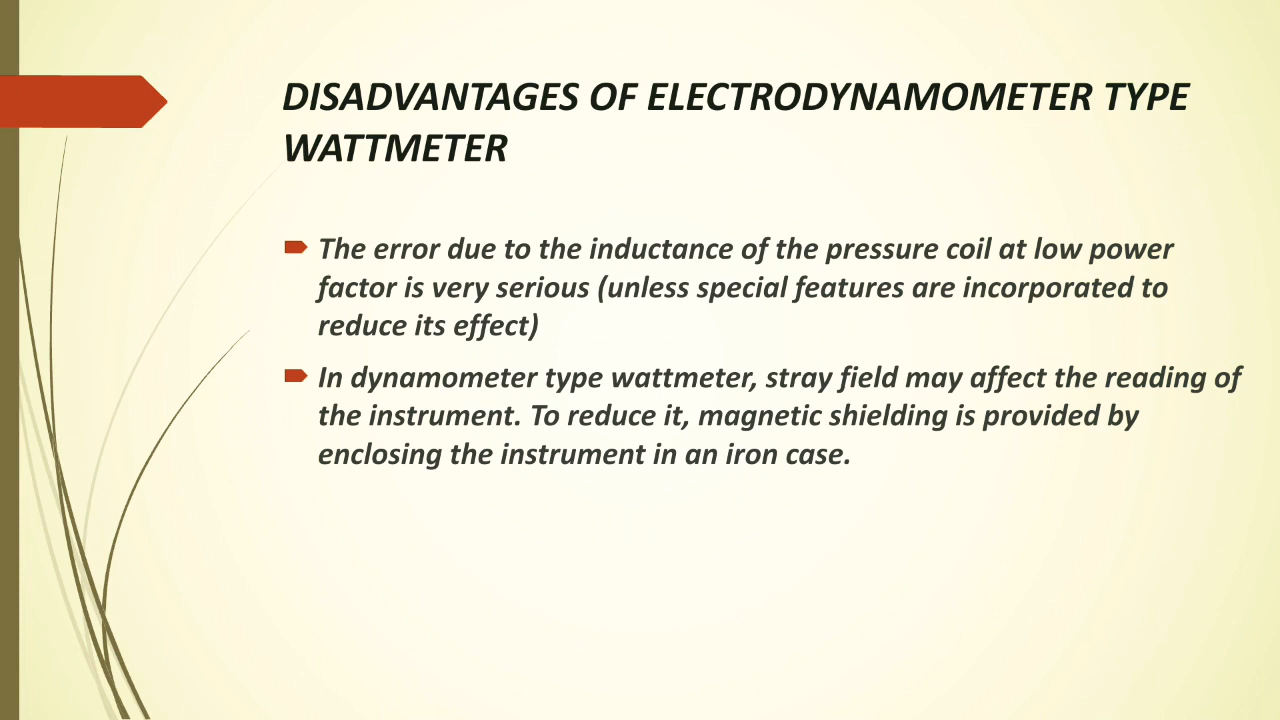 DISADVANTAGES OF ELECTRODYNAMOMETER TYPE
WATTMETER
The error due to the inductance of the pressure coil at low power
factor is very serious (unless special features are incorporated to
reduce its effect)
In dynamometer type wattmeter, stray field may affect the reading of
the instrument. To reduce it, magnetic shielding is provided by
enclosing the instrument in an iron case.